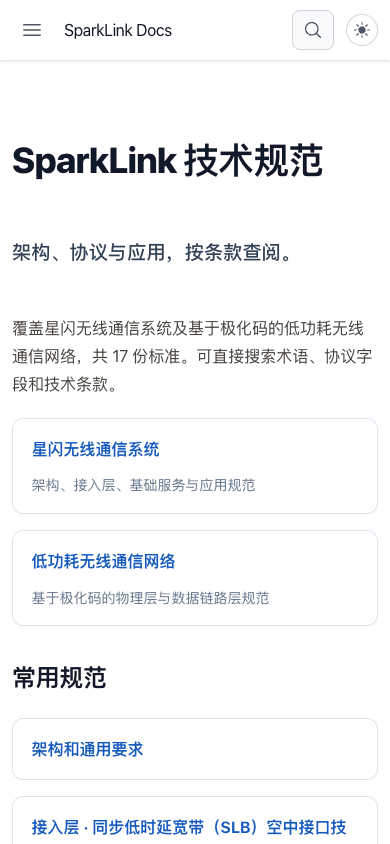 SparkLink Docs
SparkLink 技术规范
架构、协议与应用，按条款查阅。
覆盖星闪无线通信系统及基于极化码的低功耗无线
通信网络，共 17 份标准。可直接搜索术语、协议字
段和技术条款。
星闪无线通信系统
架构、接入层、基础服务与应用规范
低功耗无线通信网络
基于极化码的物理层与数据链路层规范
常用规范
架构和通用要求
接入层 · 同步低时延宽带（SLB）空中接口技